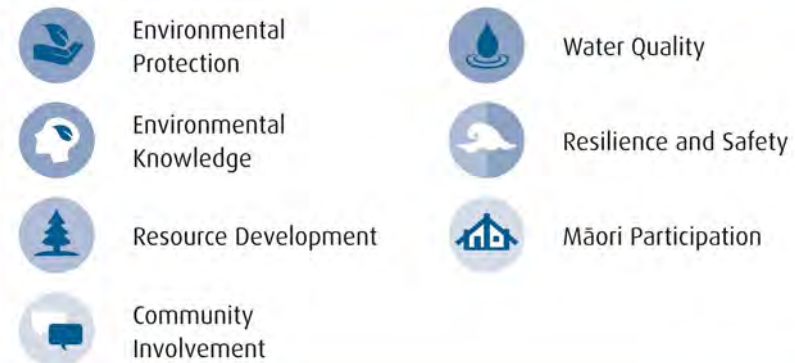 Environmental
Protection
Environmental
Knowledge
Resource Development
Community
Involvement
Water Quality
Resilience and Safety
Māori Participation